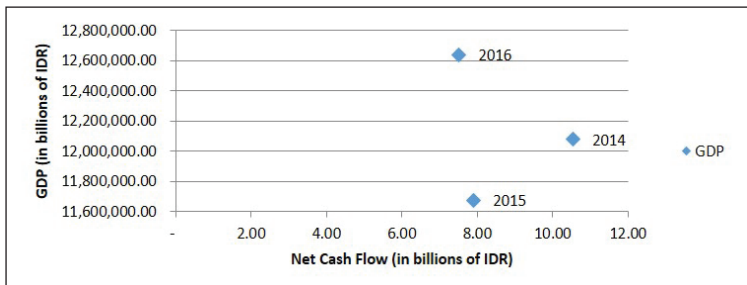 GDP (in billions of IDR)
12,800,000.00
12,600,000.00
12,400,000.00
12,200,000.00
12,000,000.00
11,800,000.00
11,600,000.00
2016
2014
2015
GDP
- 2.00 4.00 6.00 8.00 10.00 12.00
Net Cash Flow (in billions of IDR)